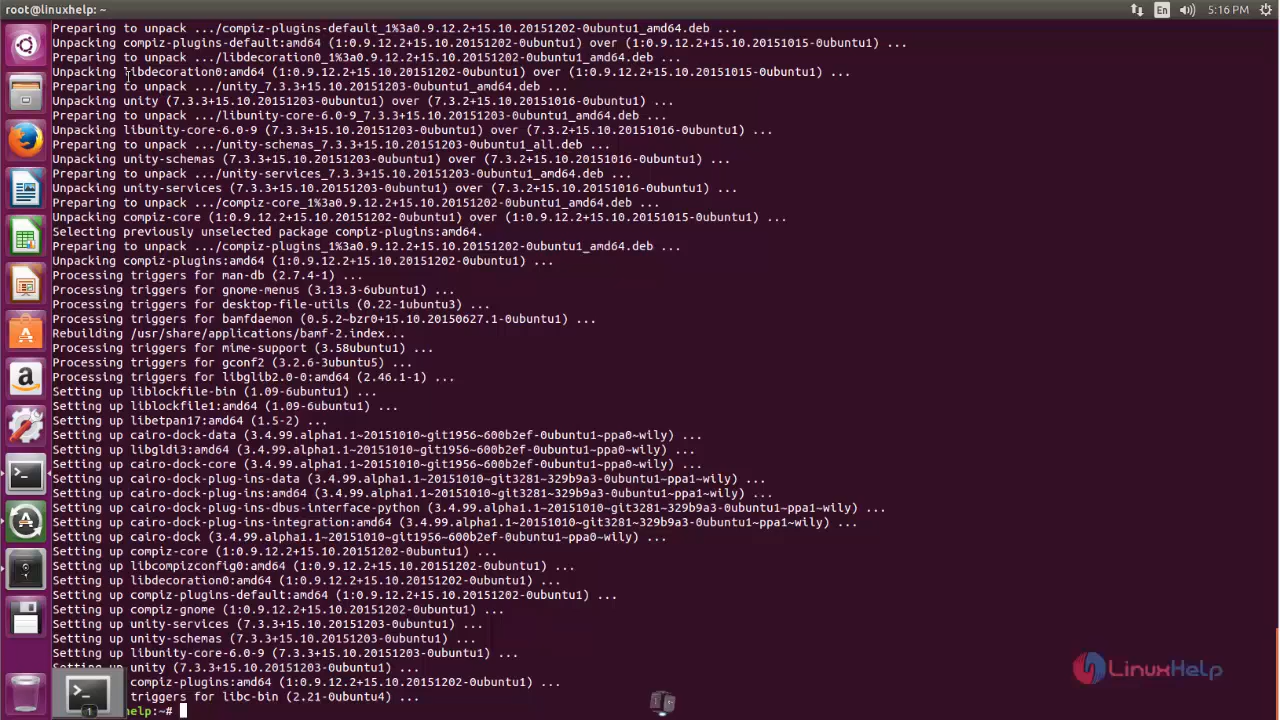 root@linuxhelp: ~
En
5:16 PM
Preparing to unpack .../compiz-plugins-default_1%3a0.9.12.2+15.10.20151202-0ubuntu1_amd64.deb ...
Unpacking compiz-plugins-default:amd64 (1:0.9.12.2+15.10.20151202-0ubuntu1) over (1:0.9.12.2+15.10.20151015-0ubuntu1) ...
Preparing to unpack .../libdecoration0_1%3a0.9.12.2+15.10.20151202-0ubuntu1_amd64.deb ...
Unpacking libdecoration0:amd64 (1:0.9.12.2+15.10.20151202-0ubuntu1) over (1:0.9.12.2+15.10.20151015-0ubuntu1) ...
Preparing to unpack .../unity_7.3.3+15.10.20151203-0ubuntu1_amd64.deb ...
Unpacking unity (7.3.3+15.10.20151203-0ubuntu1) over (7.3.2+15.10.20151016-0ubuntu1) ...
Preparing to unpack .../libunity-core-6.0-9_7.3.3+15.10.20151203-0ubuntu1_amd64.deb ...
Unpacking libunity-core-6.0-9 (7.3.3+15.10.20151203-0ubuntu1) over (7.3.2+15.10.20151016-0ubuntu1) ...
Preparing to unpack .../unity-schemas_7.3.3+15.10.20151203-0ubuntu1_all.deb ...
Unpacking unity-schemas (7.3.3+15.10.20151203-0ubuntu1) over (7.3.2+15.10.20151016-0ubuntu1) ...
Preparing to unpack .../unity-services_7.3.3+15.10.20151203-0ubuntu1_amd64.deb ...
Unpacking unity-services (7.3.3+15.10.20151203-0ubuntu1) over (7.3.2+15.10.20151016-0ubuntu1) ...
Preparing to unpack .../compiz-core_1%3a0.9.12.2+15.10.20151202-0ubuntu1_amd64.deb ...
Unpacking compiz-core (1:0.9.12.2+15.10.20151202-0ubuntu1) over (1:0.9.12.2+15.10.20151015-0ubuntu1) ...
Selecting previously unselected package compiz-plugins:amd64.
Preparing to unpack .../compiz-plugins_1%3a0.9.12.2+15.10.20151202-0ubuntu1_amd64.deb ...
Unpacking compiz-plugins:amd64 (1:0.9.12.2+15.10.20151202-0ubuntu1) ...
Processing triggers for man-db (2.7.4-1) ...
Processing triggers for gnome-menus (3.13.3-6ubuntu1) ...
Processing triggers for desktop-file-utils (0.22-1ubuntu3) ...
Processing triggers for bamfdaemon (0.5.2~bzr0+15.10.20150627.1-0ubuntu1) ...
Rebuilding /usr/share/applications/bamf-2.index...
Processing triggers for mime-support (3.58ubuntu1) ...
Processing triggers for gconf2 (3.2.6-3ubuntu5) ...
Processing triggers for libglib2.0-0:amd64 (2.46.1-1) ...
Setting up liblockfile-bin (1.09-6ubuntu1) ...
Setting up liblockfile1:amd64 (1.09-6ubuntu1) ...
Setting up libetpan17:amd64 (1.5-2) ...
Setting up cairo-dock-data (3.4.99.alpha1.1~20151010~git1956~600b2ef-0ubuntu1~ppa0~wily) ...
Setting up libgldi3:amd64 (3.4.99.alpha1.1~20151010~git1956~600b2ef-0ubuntu1~ppa0~wily) ...
Setting up cairo-dock-core (3.4.99.alpha1.1~20151010~git1956~600b2ef-0ubuntu1~ppa0~wily) ...
Setting up cairo-dock-plug-ins-data (3.4.99.alpha1.1~20151010~git3281~329b9a3-0ubuntu1~ppa1~wily) ...
Setting up cairo-dock-plug-ins:amd64 (3.4.99.alpha1.1~20151010~git3281~329b9a3-0ubuntu1~ppa1~wily) ...
Setting up cairo-dock-plug-ins-dbus-interface-python (3.4.99.alpha1.1~20151010~git3281~329b9a3-0ubuntu1~ppa1~wily) ...
Setting up cairo-dock-plug-ins-integration:amd64 (3.4.99.alpha1.1~20151010~git3281~329b9a3-0ubuntu1~ppa1~wily) ...
Setting up cairo-dock (3.4.99.alpha1.1~20151010~git1956~600b2ef-0ubuntu1~ppa0~wily) ...
Setting up compiz-core (1:0.9.12.2+15.10.20151202-0ubuntu1) ...
Setting up libcompizconfig0:amd64 (1:0.9.12.2+15.10.20151202-0ubuntu1) ...
Setting up libdecoration0:amd64 (1:0.9.12.2+15.10.20151202-0ubuntu1) ...
Setting up compiz-plugins-default:amd64 (1:0.9.12.2+15.10.20151202-0ubuntu1) ...
Setting up compiz-gnome (1:0.9.12.2+15.10.20151202-0ubuntu1) ...
Setting up unity-services (7.3.3+15.10.20151203-0ubuntu1) ...
Setting up unity-schemas (7.3.3+15.10.20151203-0ubuntu1) ...
Setting up libunity-core-6.0-9 (7.3.3+15.10.20151203-0ubuntu1) ...
Setting up unity (7.3.3+15.10.20151203-0ubuntu1) ...
compiz-plugins:amd64 (1:0.9.12.2+15.10.20151202-0ubuntu1) ...
triggers for libc-bin (2.21-0ubuntu4) ...
help:~#
1
LinuxHelp